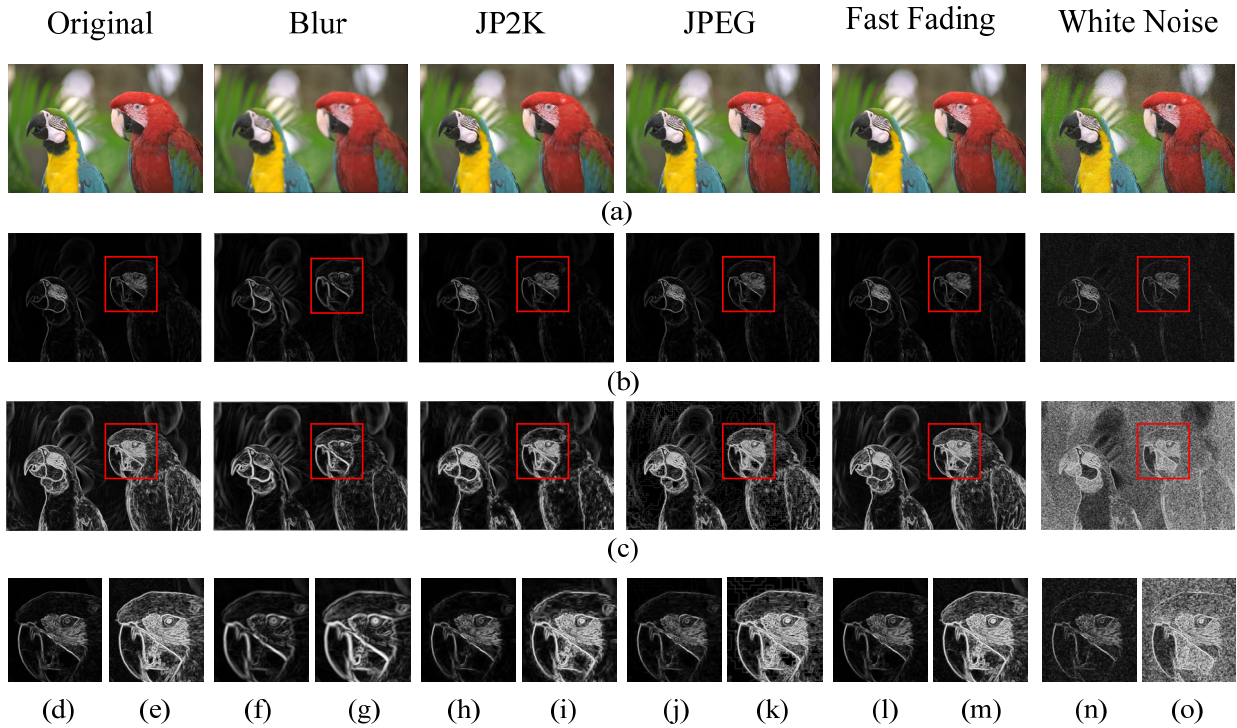 Original Blur JP2K JPEG Fast Fading White Noise
(a)
(b)
(c)
(d) (e) (f) (g) (h) (i) (j) (k) (l) (m) (n) (o)